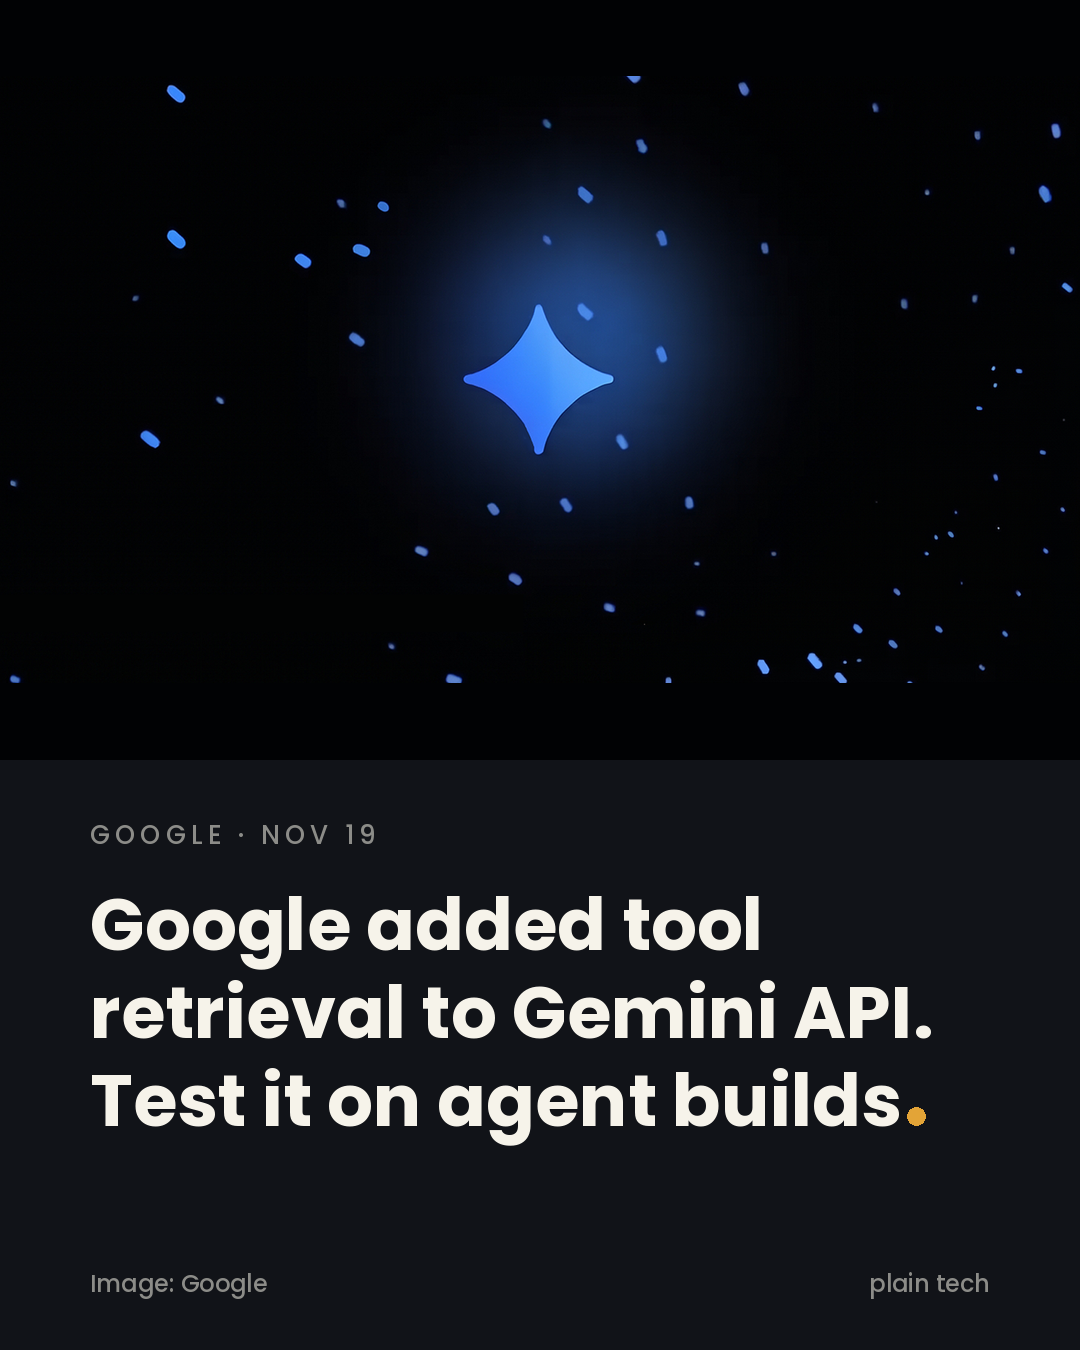 GOOGLE · NOV 19
Google added tool
retrieval to Gemini API.
Test it on agent builds.
Image: Google
plain tech